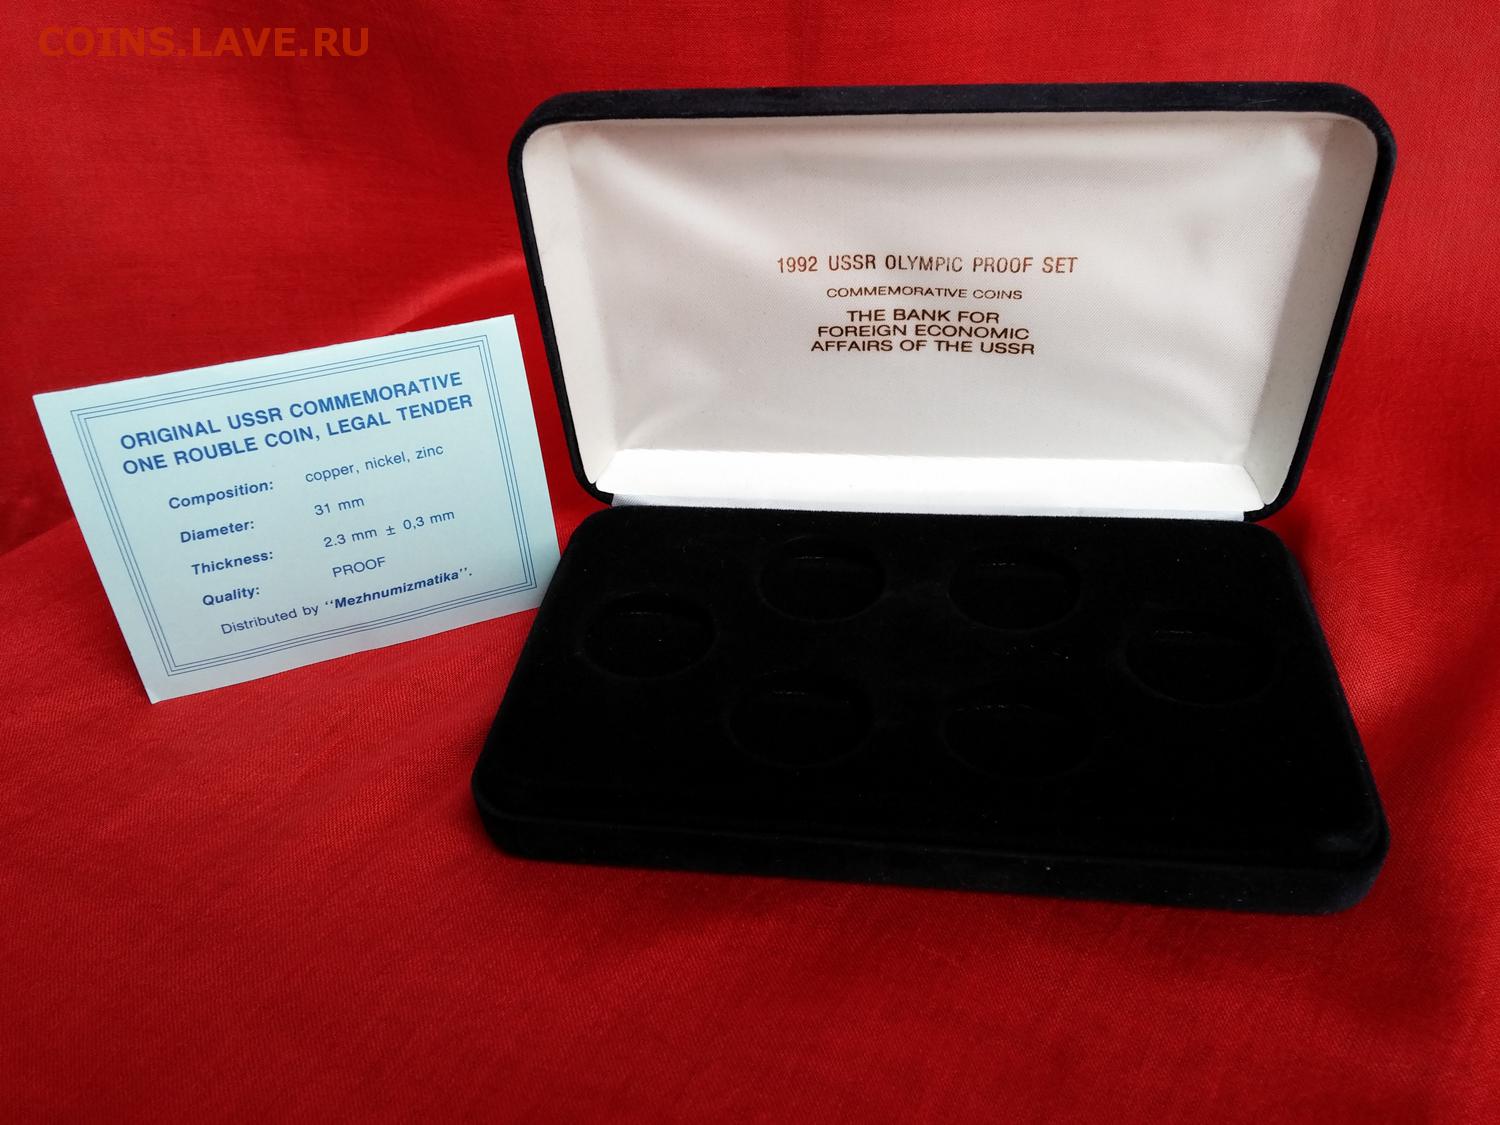 COINS.LAVE.RU
1992 USSR OLYMPIC PROOF SET
COMMEMORATIVE COINS
THE BANK FOR
FOREIGN ECONOMIC
AFFAIRS OF THE USSR
ORIGINAL USSR COMMEMORATIVE
ONE ROUBLE COIN, LEGAL TENDER
Composition: copper, nickel, zinc
Diameter: 31 mm
Thickness: 2.3 mm ± 0,3 mm
Quality: PROOF
Distributed by "Mezhnumizmatika".